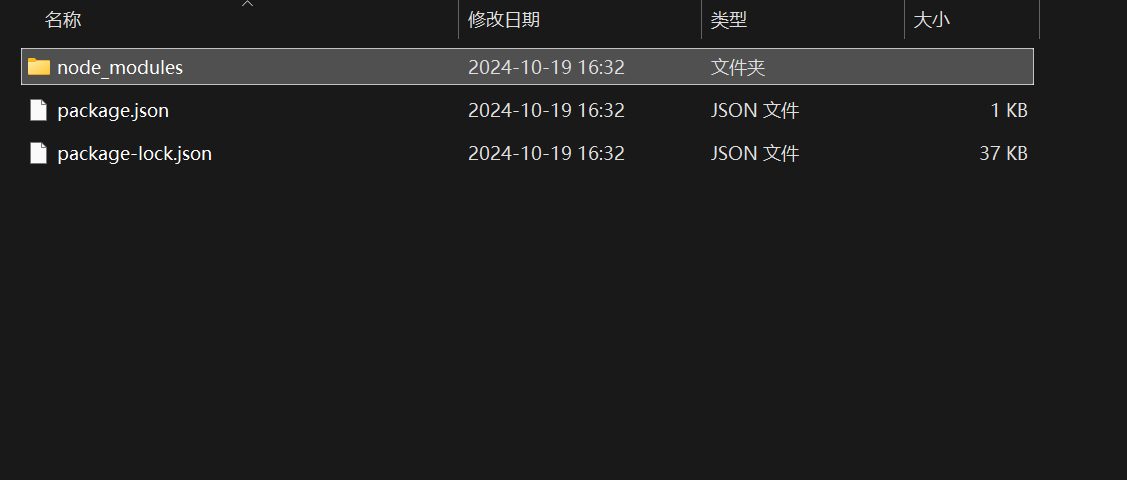 名称 修改日期 类型 大小
node_modules 2024-10-19 16:32 文件夹
package.json 2024-10-19 16:32 JSON 文件 1 KB
package-lock.json 2024-10-19 16:32 JSON 文件 37 KB